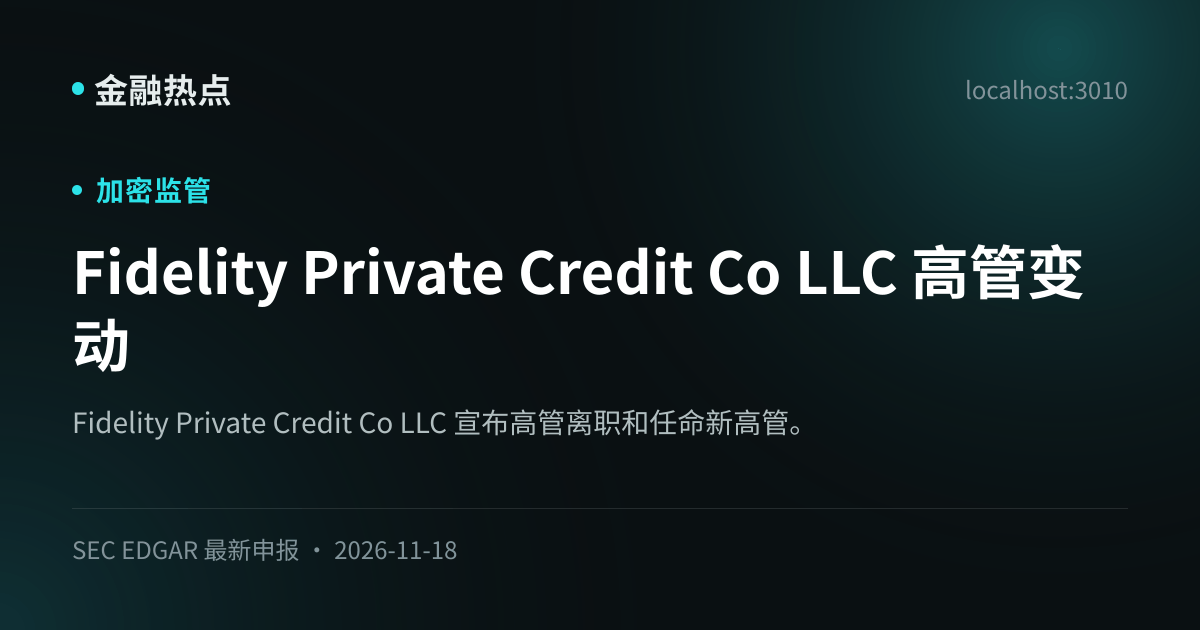 金融热点
localhost:3010
加密监管
Fidelity Private Credit Co LLC 高管变
动
Fidelity Private Credit Co LLC 宣布高管离职和任命新高管。
SEC EDGAR 最新申报 · 2026-11-18